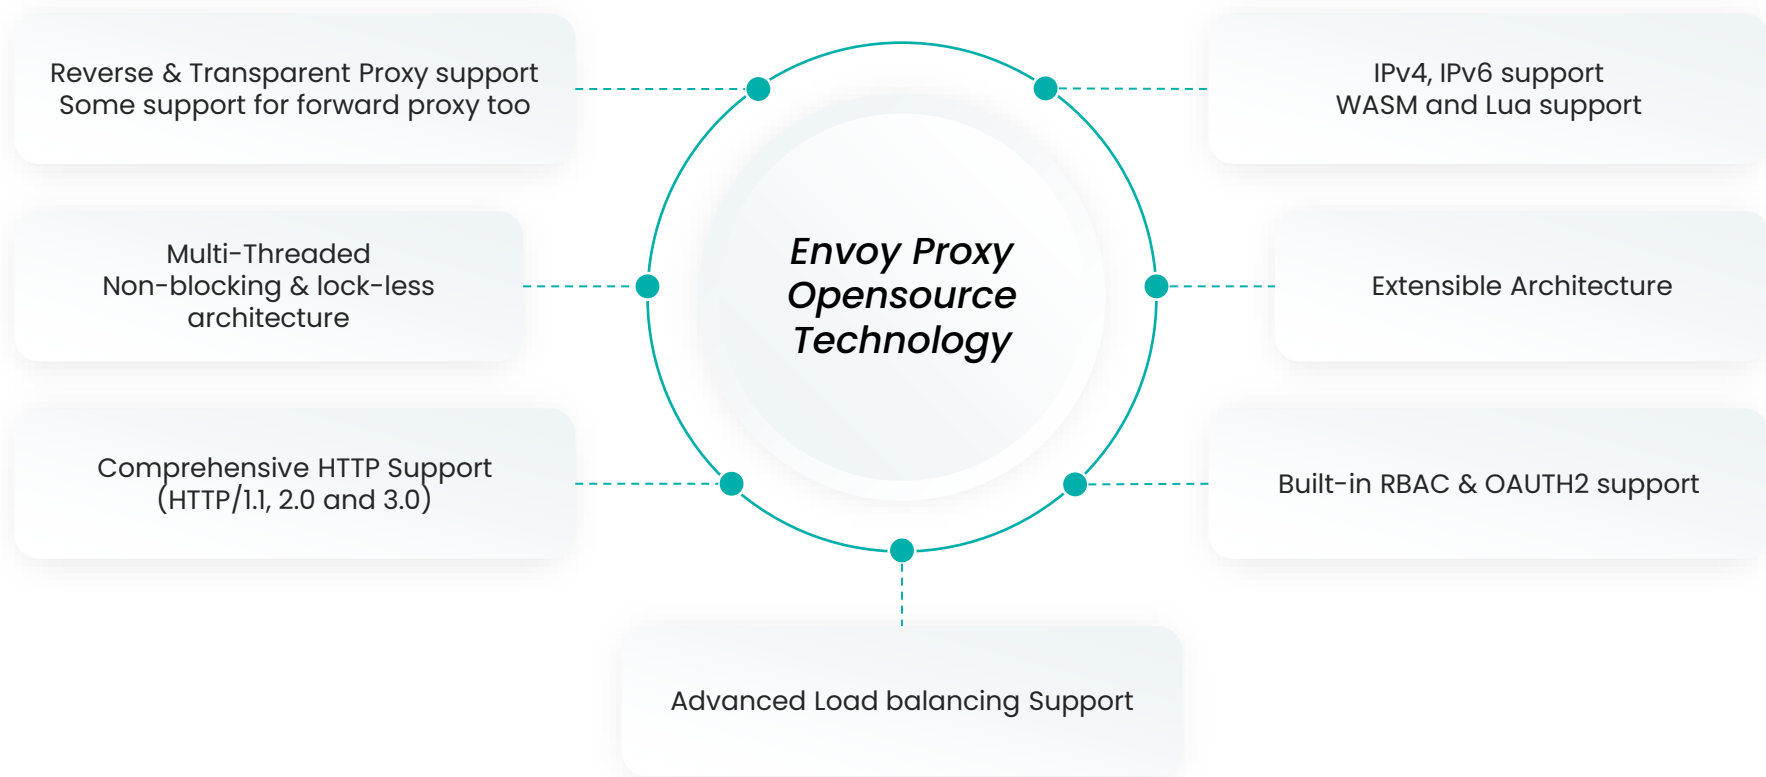 Reverse & Transparent Proxy support
Some support for forward proxy too
IPv4, IPv6 support
WASM and Lua support
Multi-Threaded
Non-blocking & lock-less
architecture
Envoy Proxy
Opensource
Technology
Extensible Architecture
Comprehensive HTTP Support
(HTTP/1.1, 2.0 and 3.0)
Built-in RBAC & OAUTH2 support
Advanced Load balancing Support